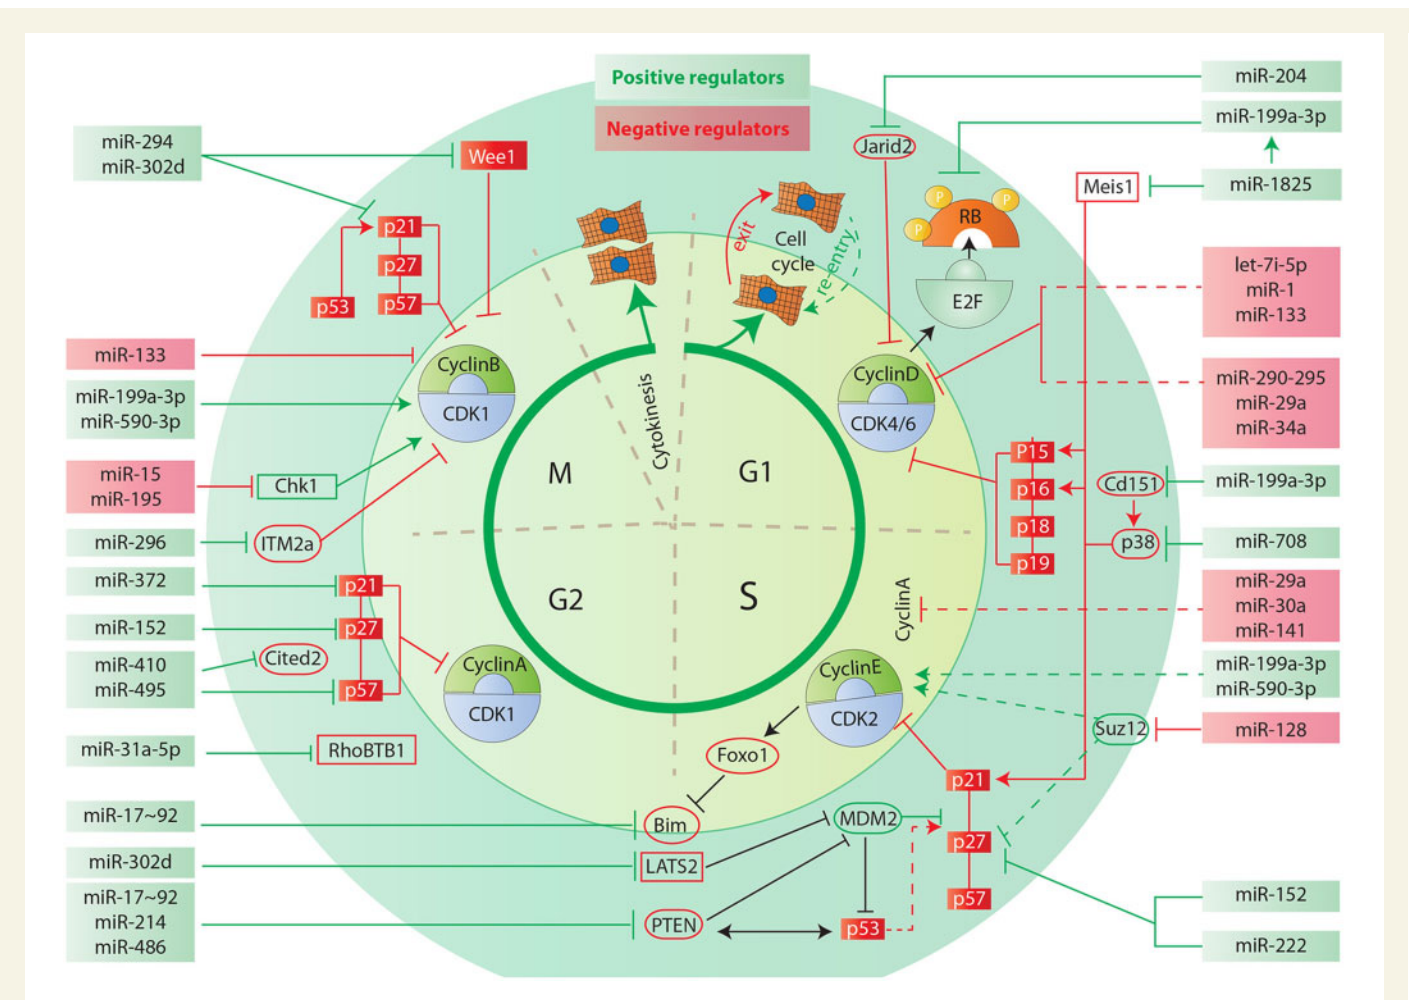 Positive regulators
Negative regulators
miR-294
miR-302d
Wee1
p21
p27
p57
p53
miR-133
miR-199a-3p
miR-590-3p
miR-15
miR-195
Chk1
miR-296
ITM2a
miR-372
p21
miR-152
p27
miR-410
miR-495
Cited2
p57
miR-31a-5p
RhoBTB1
miR-17~92
Bim
miR-302d
LATS2
miR-17~92
miR-214
miR-486
PTEN
CyclinB
CDK1
CyclinA
CDK1
M
Cytokinesis
G1
G2
S
exit
Cell
cycle
re-entry
Jarid2
P
P
P
RB
E2F
CyclinD
CDK4/6
P15
p16
p18
p19
CyclinA
CyclinE
CDK2
Foxo1
MDM2
p53
p21
p27
p57
Meis1
Cd151
p38
Suz12
miR-204
miR-199a-3p
miR-1825
let-7i-5p
miR-1
miR-133
miR-290-295
miR-29a
miR-34a
miR-199a-3p
miR-708
miR-29a
miR-30a
miR-141
miR-199a-3p
miR-590-3p
miR-128
miR-152
miR-222